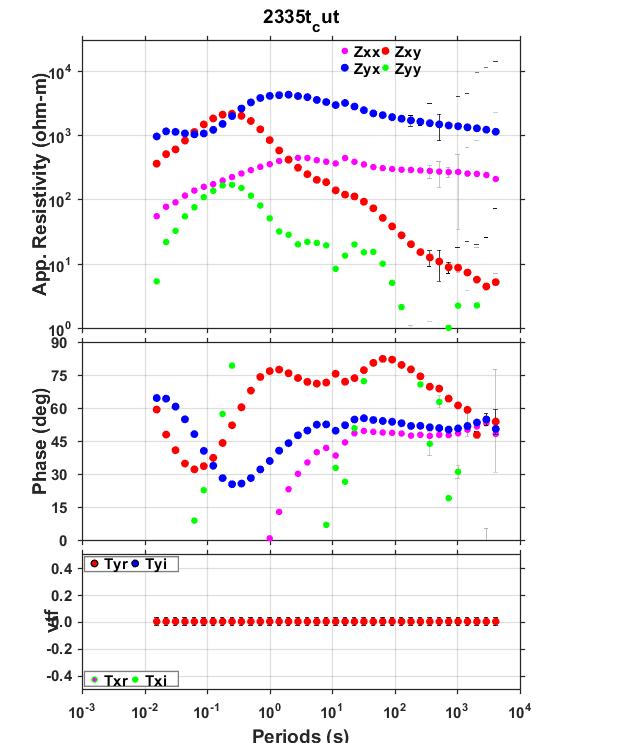 2335t_cut
Zxx Zxy
Zyx Zyy
App. Resistivity (ohm-m)
10^4
10^3
10^2
10^1
10^0
Phase (deg)
90
75
60
45
30
15
0
Tyr Tyi
vtf
0.4
0.2
-0.0
-0.2
-0.4
Txr Txi
10^-3 10^-2 10^-1 10^0 10^1 10^2 10^3 10^4
Periods (s)